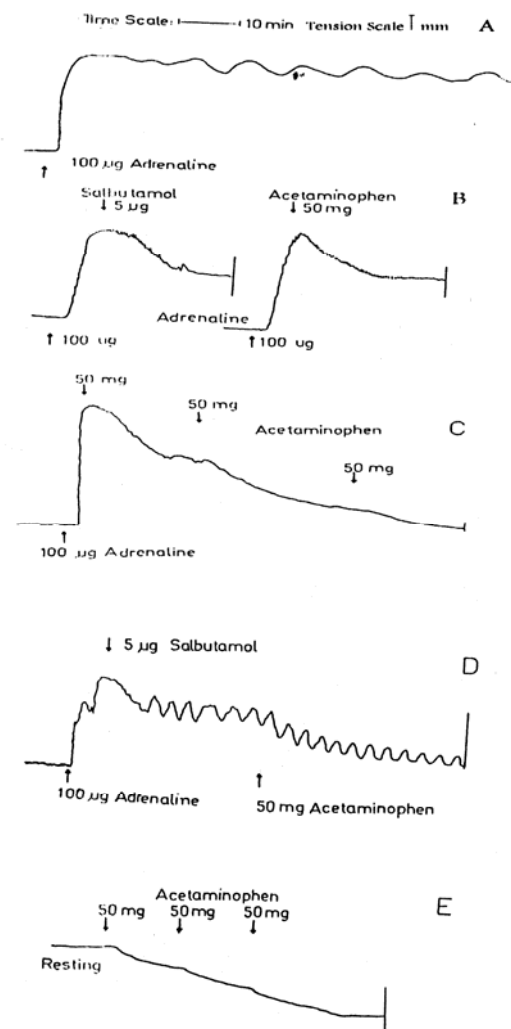 Time Scale: 10 min Tension Scale mm A
↑ 100 µg Adrenaline
Salbutamol Acetaminophen B
↓ 5 µg ↓ 50 mg
Adrenaline
↑ 100 ug ↑ 100 ug
50 mg
50 mg
Acetaminophen C
50 mg
100 µg Adrenaline
↓ 5 µg Salbutamol
D
100 µg Adrenaline
50 mg Acetaminophen
Acetaminophen E
50 mg 50 mg 50 mg
Resting